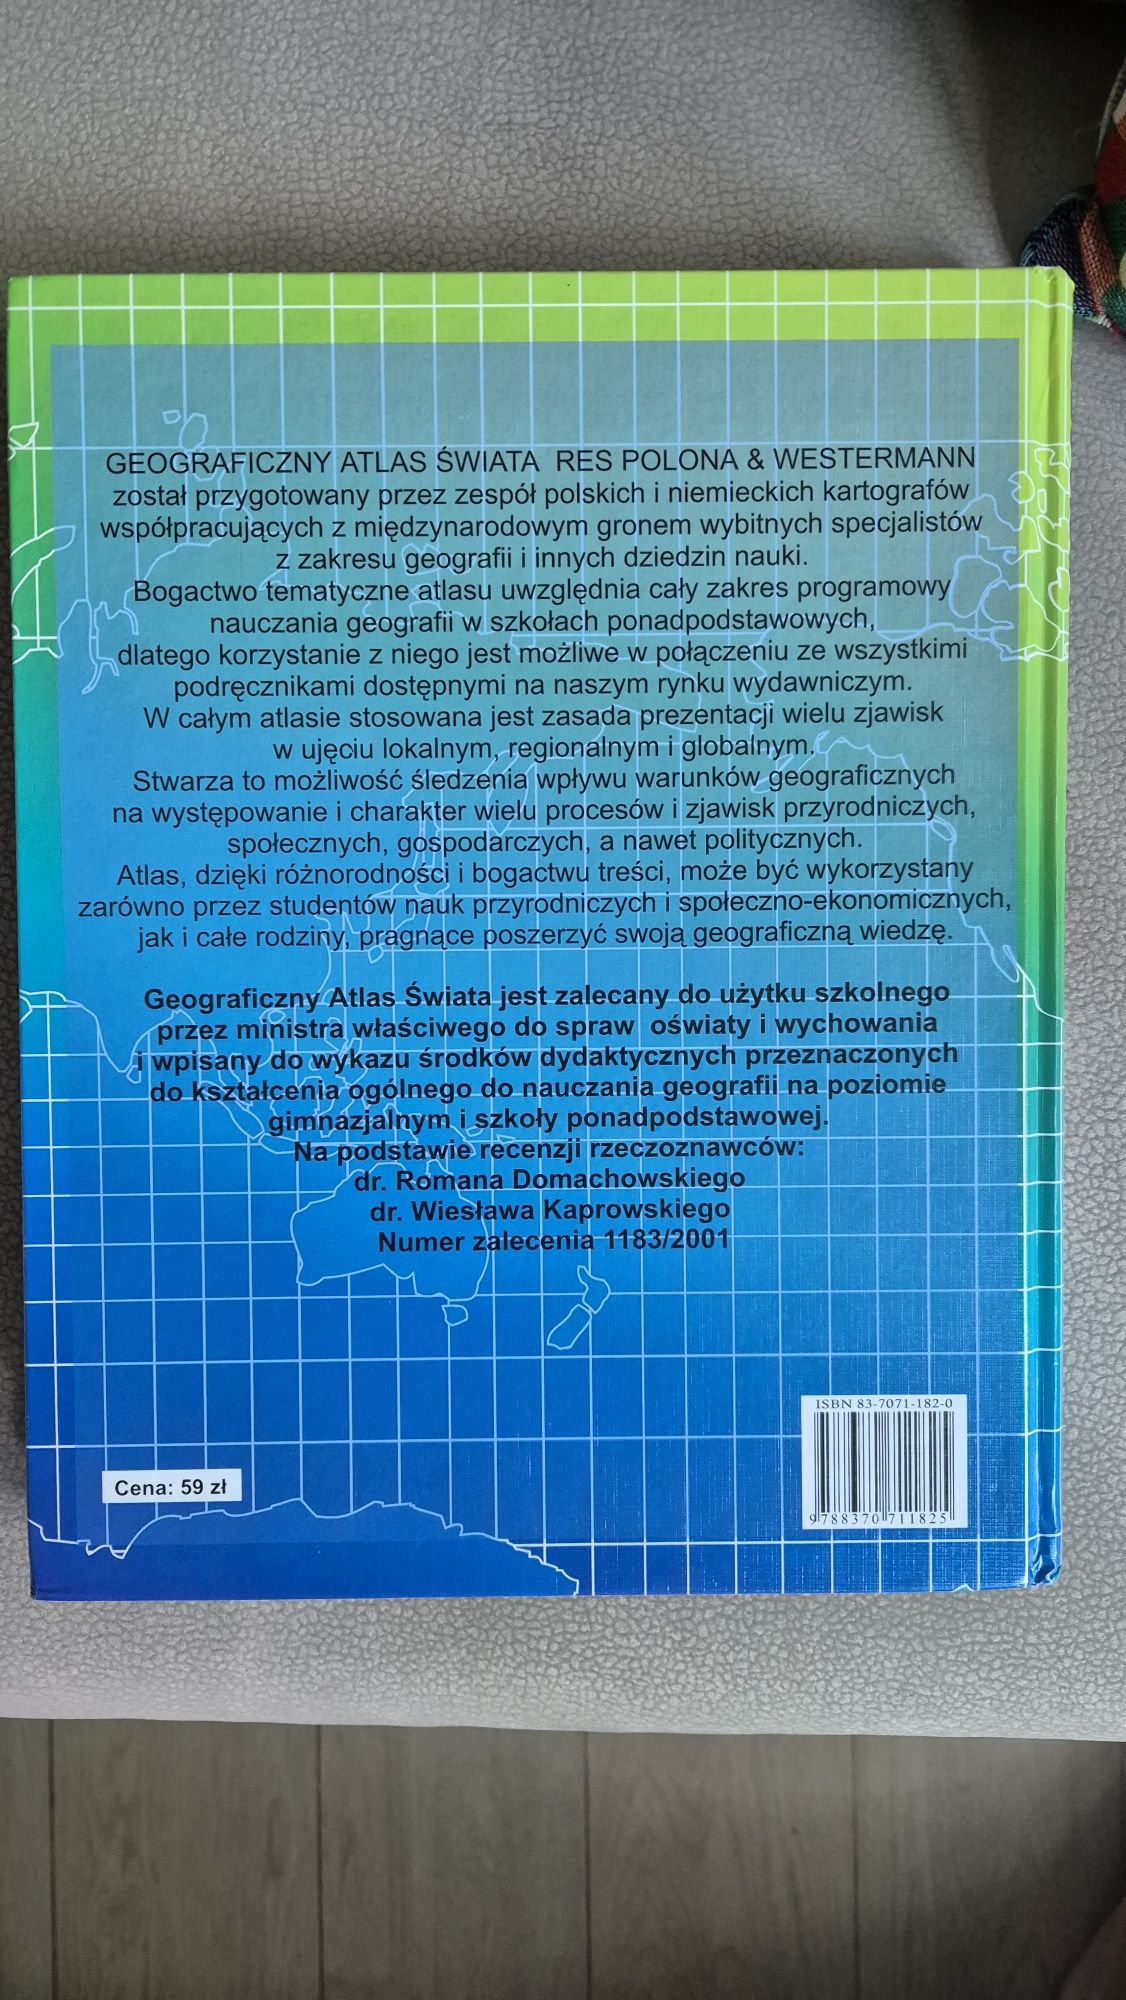 GEOGRAFICZNY ATLAS ŚWIATA RES POLONA & WESTERMANN
został przygotowany przez zespół polskich i niemieckich kartografów
współpracujących z międzynarodowym gronem wybitnych specjalistów
z zakresu geografii i innych dziedzin nauki.
Bogactwo tematyczne atlasu uwzględnia cały zakres programowy
nauczania geografii w szkołach ponadpodstawowych,
dlatego korzystanie z niego jest możliwe w połączeniu ze wszystkimi
podręcznikami dostępnymi na naszym rynku wydawniczym.
W całym atlasie stosowana jest zasada prezentacji wielu zjawisk
w ujęciu lokalnym, regionalnym i globalnym.
Stwarza to możliwość śledzenia wpływu warunków geograficznych
na występowanie i charakter wielu procesów i zjawisk przyrodniczych,
społecznych, gospodarczych, a nawet politycznych.
Atlas, dzięki różnorodności i bogactwu treści, może być wykorzystany
zarówno przez studentów nauk przyrodniczych i społeczno-ekonomicznych,
jak i całe rodziny, pragnące poszerzyć swoją geograficzną wiedzę.
Geograficzny Atlas Świata jest zalecany do użytku szkolnego
przez ministra właściwego do spraw oświaty i wychowania
i wpisany do wykazu środków dydaktycznych przeznaczonych
do kształcenia ogólnego do nauczania geografii na poziomie
gimnazjalnym i szkoły ponadpodstawowej.
Na podstawie recenzji rzeczoznawców:
dr. Romana Domachowskiego
dr. Wiesława Kaprowskiego
Numer zalecenia 1183/2001
ISBN 83-7071-182-0
9788370711825
Cena: 59 zł